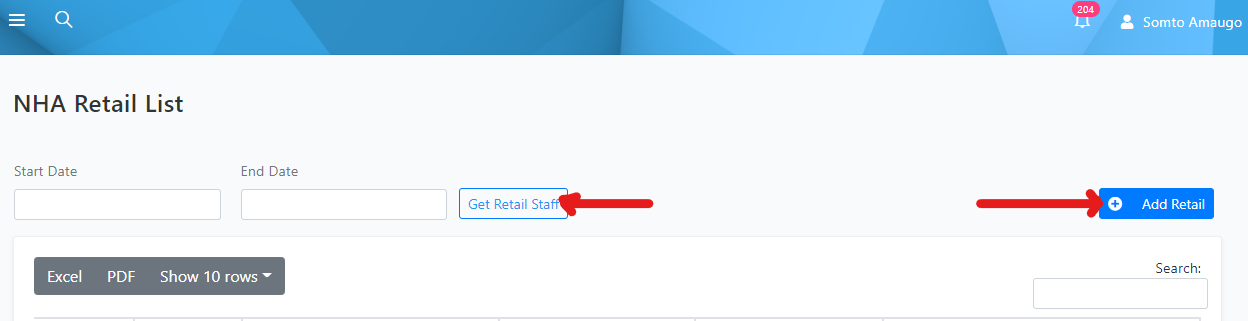 204
Somto Amaugo
NHA Retail List
Start Date
End Date
Get Retail Staff
Add Retail
Excel PDF Show 10 rows
Search: